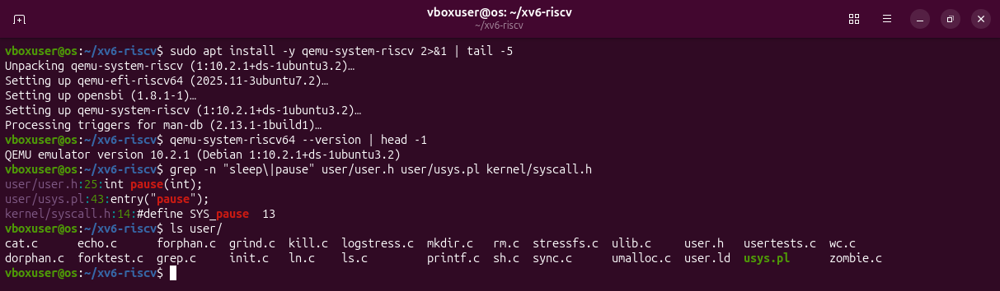 vboxuser@os: ~/xv6-riscv
~/xv6-riscv
vboxuser@os:~/xv6-riscv$ sudo apt install -y qemu-system-riscv 2>&1 | tail -5
Unpacking qemu-system-riscv (1:10.2.1+ds-1ubuntu3.2)…
Setting up qemu-efi-riscv64 (2025.11-3ubuntu7.2)…
Setting up opensbi (1.8.1-1)…
Setting up qemu-system-riscv (1:10.2.1+ds-1ubuntu3.2)…
Processing triggers for man-db (2.13.1-1build1)…
vboxuser@os:~/xv6-riscv$ qemu-system-riscv64 --version | head -1
QEMU emulator version 10.2.1 (Debian 1:10.2.1+ds-1ubuntu3.2)
vboxuser@os:~/xv6-riscv$ grep -n "sleep\|pause" user/user.h user/usys.pl kernel/syscall.h
user/user.h:25:int pause(int);
user/usys.pl:43:entry("pause");
kernel/syscall.h:14:#define SYS_pause  13
vboxuser@os:~/xv6-riscv$ ls user/
cat.c      echo.c      forphan.c  grind.c  kill.c  logstress.c  mkdir.c   rm.c  stressfs.c  ulib.c     user.h   usertests.c  wc.c
dorphan.c  forktest.c  grep.c     init.c   ln.c    ls.c         printf.c  sh.c  sync.c      umalloc.c  user.ld  usys.pl      zombie.c
vboxuser@os:~/xv6-riscv$